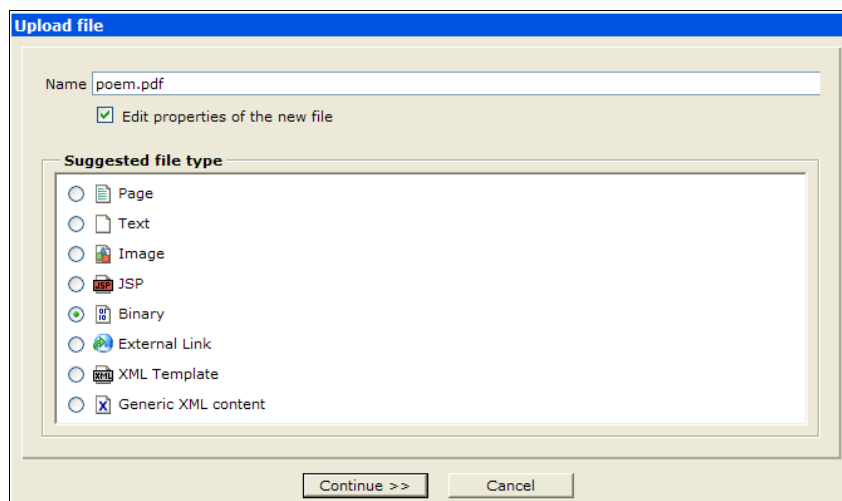 Upload file
Name poem.pdf
Edit properties of the new file
Suggested file type
Page
Text
Image
JSP JSP
Binary
External Link
XML XML Template
Generic XML content
Continue >> Cancel